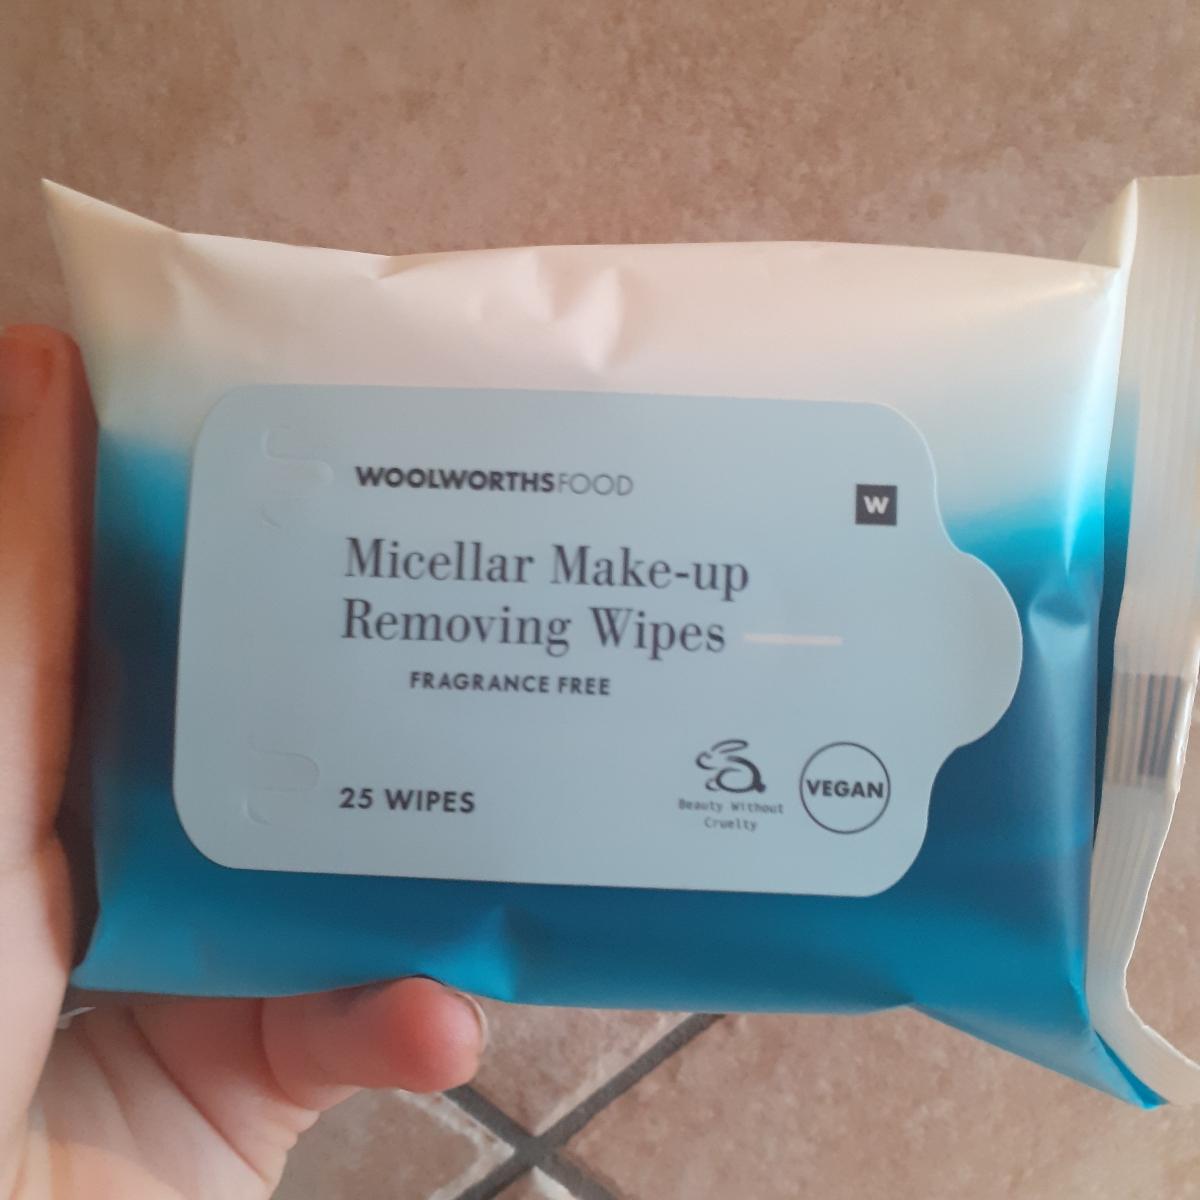 WOOLWORTHSFOOD
W
Micellar Make-up
Removing Wipes
FRAGRANCE FREE
25 WIPES
Beauty Without
Cruelty
VEGAN